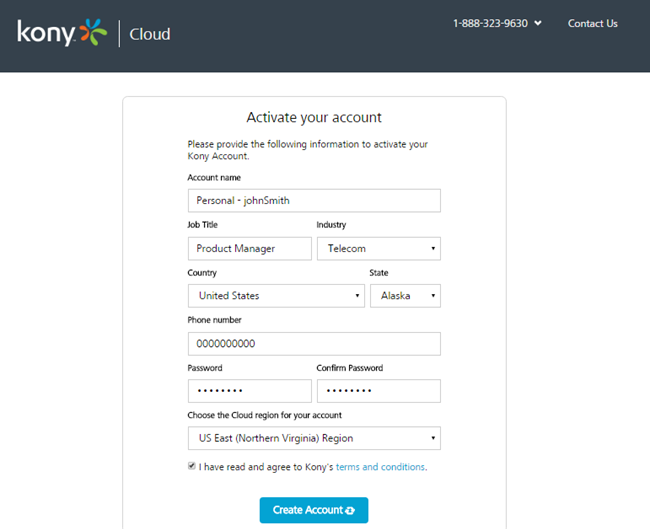 kony Cloud 1-888-323-9630 Contact Us
Activate your account
Please provide the following information to activate your
Kony Account.
Account name
Personal - johnSmith
Job Title Industry
Product Manager Telecom
Country State
United States Alaska
Phone number
0000000000
Password Confirm Password
•••••••• ••••••••
Choose the Cloud region for your account
US East (Northern Virginia) Region
I have read and agree to Kony's terms and conditions.
Create Account